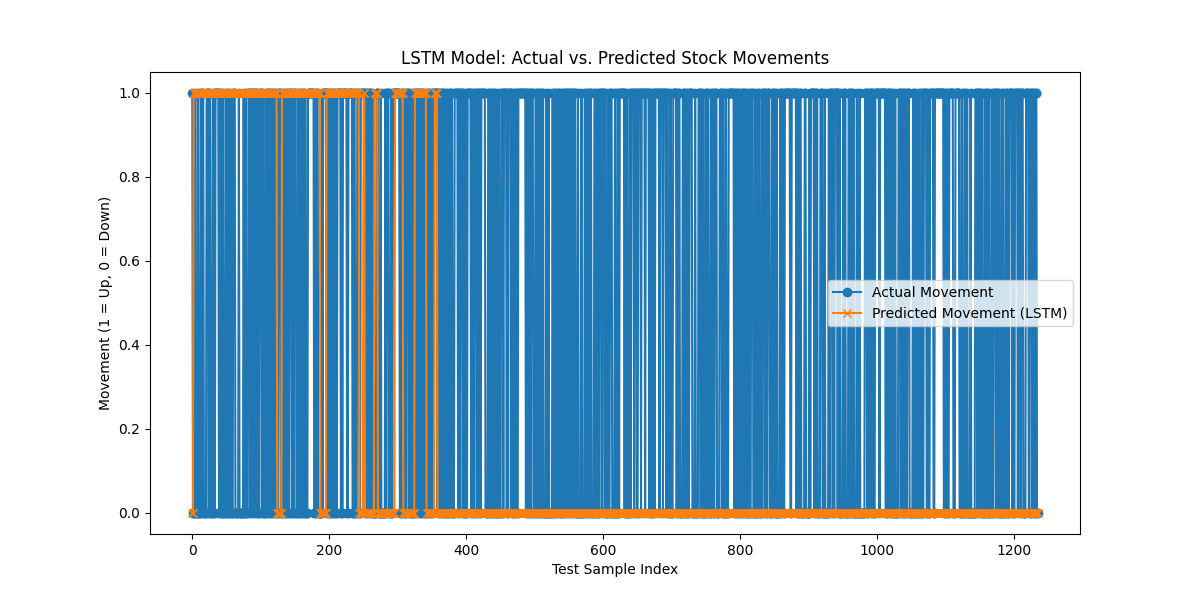 LSTM Model: Actual vs. Predicted Stock Movements
Movement (1 = Up, 0 = Down)
1.0
0.8
0.6
0.4
0.2
0.0
Actual Movement
Predicted Movement (LSTM)
0 200 400 600 800 1000 1200
Test Sample Index